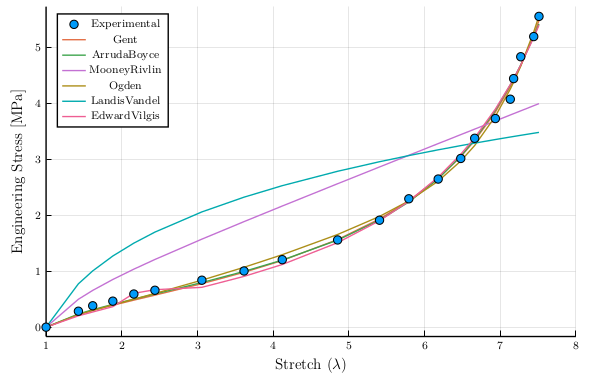 Experimental
Gent
ArrudaBoyce
MooneyRivlin
Ogden
LandisVandel
EdwardVilgis
Engineering Stress [MPa]
5
4
3
2
1
0
1 2 3 4 5 6 7 8
Stretch (λ)